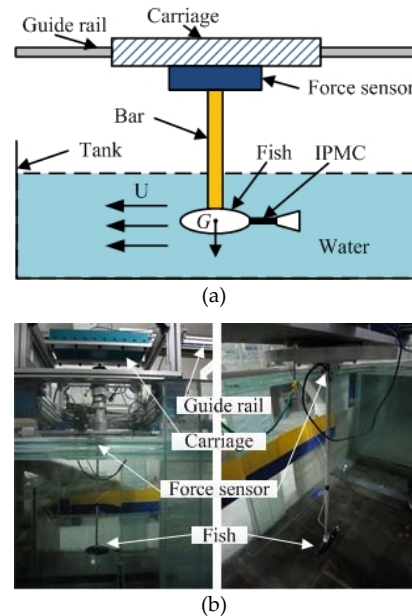 Guide rail
Carriage
Force sensor
Bar
Tank
Fish
IPMC
U
G
Water
(a)
Guide rail
Carriage
Force sensor
Fish
(b)